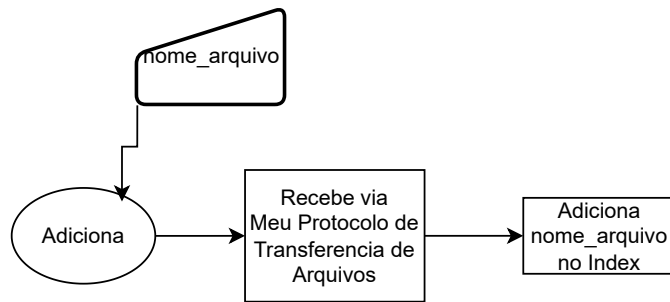 nome_arquivo
Adiciona
Recebe via
Meu Protocolo de
Transferencia de
Arquivos
Adiciona
nome_arquivo
no Index